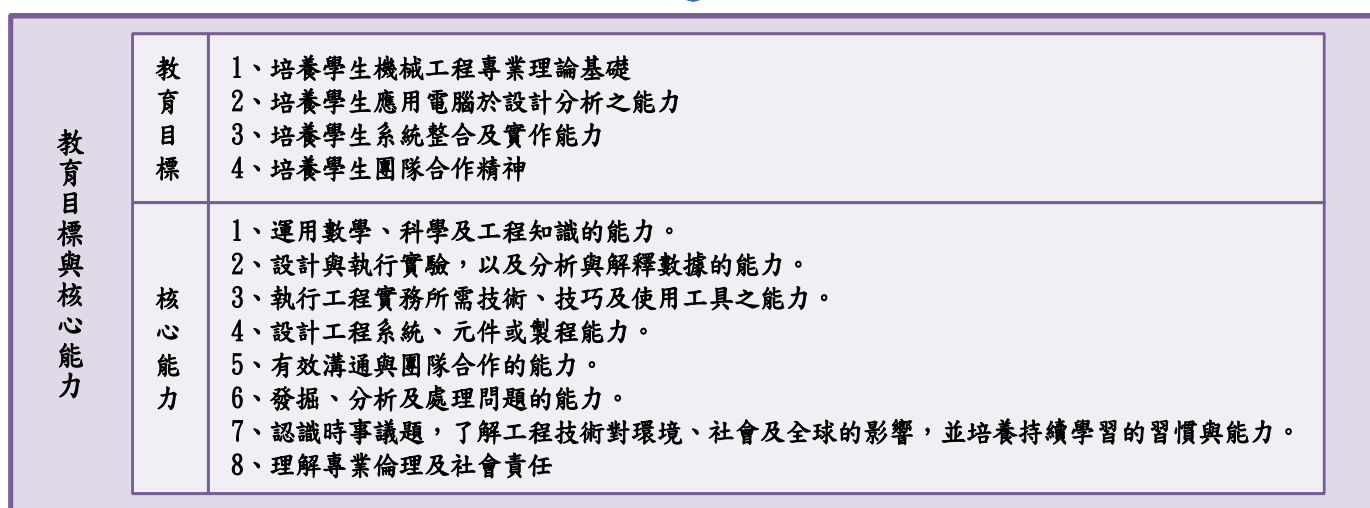 教育目標與核心能力
教育目標
1、培養學生機械工程專業理論基礎
2、培養學生應用電腦於設計分析之能力
3、培養學生系統整合及實作能力
4、培養學生團隊合作精神
核心能力
1、運用數學、科學及工程知識的能力。
2、設計與執行實驗，以及分析與解釋數據的能力。
3、執行工程實務所需技術、技巧及使用工具之能力。
4、設計工程系統、元件或製程能力。
5、有效溝通與團隊合作的能力。
6、發掘、分析及處理問題的能力。
7、認識時事議題，了解工程技術對環境、社會及全球的影響，並培養持續學習的習慣與能力。
8、理解專業倫理及社會責任